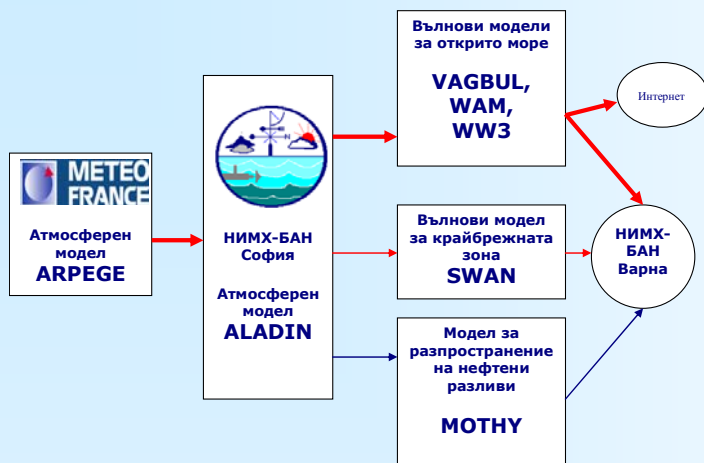 METEO
FRANCE
Атмосферен
модел
ARPEGE
НИМХ-БАН
София
Атмосферен
модел
ALADIN
Вълнови модели
за открито море
VAGBUL,
WAM,
WW3
Вълнови модел
за крайбрежната
зона
SWAN
Модел за
разпространение
на нефтени
разливи
MOTHY
Интернет
НИМХ-
БАН
Варна